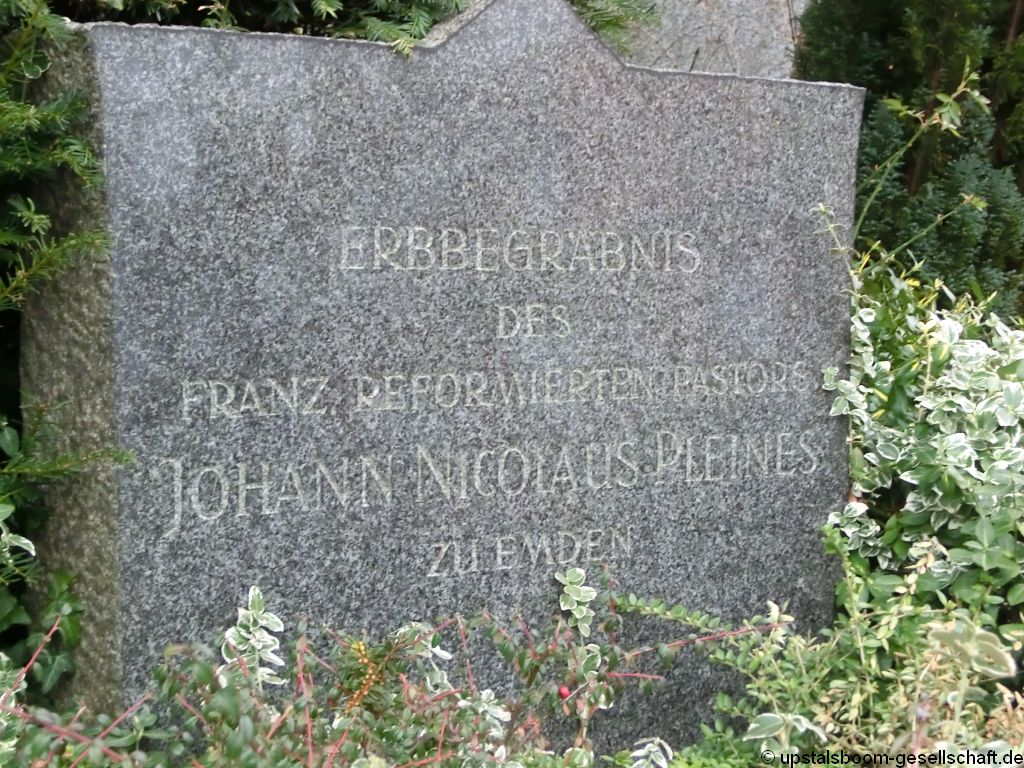 ERBBEGRÄBNIS
DES
FRANZ. REFORMIERTEN PASTORS
JOHANN NICOLAUS PLEINES
ZU EMDEN
© upstalsboom-gesellschaft.de